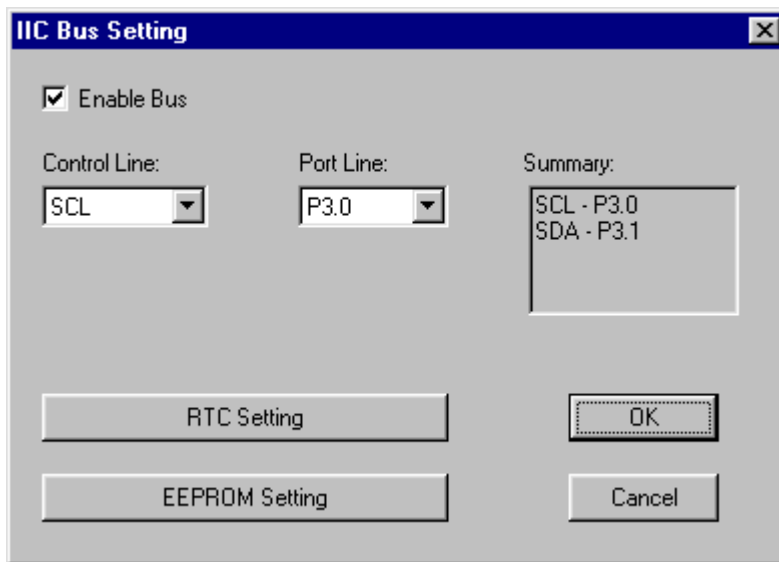 IIC Bus Setting
Enable Bus
Control Line:
Port Line:
Summary:
SCL
P3.0
SCL - P3.0
SDA - P3.1
RTC Setting
OK
EEPROM Setting
Cancel